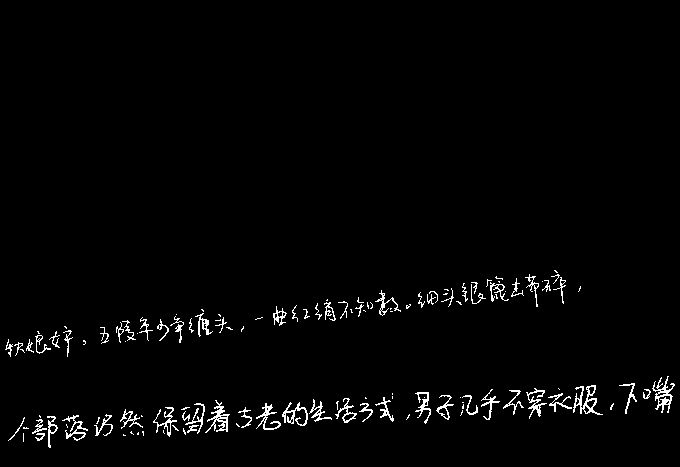 秋娘妒。五陵年少争缠头，一曲红绡不知数。钿头银篦击节碎，
个部落仍然保留着古老的生活方式，男子几乎不穿衣服，下嘴